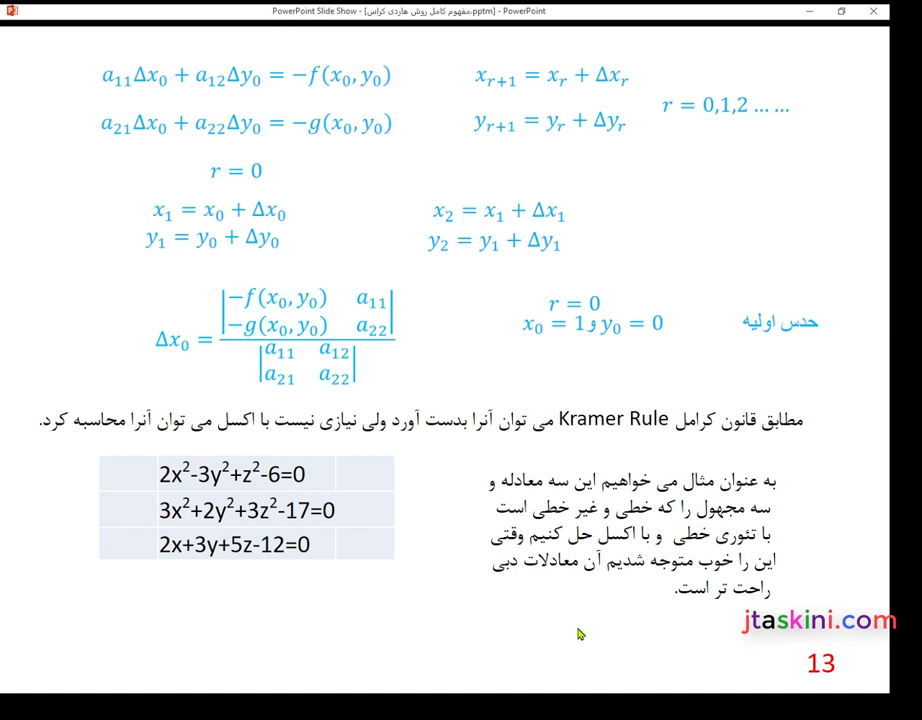 PowerPoint Slide Show - [مفهوم کامل روش هاردی کراس.pptm] - PowerPoint
a₁₁Δx₀ + a₁₂Δy₀ = −f(x₀, y₀)
a₂₁Δx₀ + a₂₂Δy₀ = −g(x₀, y₀)
xᵣ₊₁ = xᵣ + Δxᵣ
yᵣ₊₁ = yᵣ + Δyᵣ
r = 0,1,2 … …
r = 0
x₁ = x₀ + Δx₀
y₁ = y₀ + Δy₀
x₂ = x₁ + Δx₁
y₂ = y₁ + Δy₁
|−f(x₀, y₀) a₁₁|
|−g(x₀, y₀) a₂₂|
Δx₀ =
|a₁₁ a₁₂|
|a₂₁ a₂₂|
r = 0
x₀ = 1 و y₀ = 0
حدس اولیه
مطابق قانون کرامل Kramer Rule می توان آنرا بدست آورد ولی نیازی نیست با اکسل می توان آنرا محاسبه کرد.
2x²-3y²+z²-6=0
3x²+2y²+3z²-17=0
2x+3y+5z-12=0
به عنوان مثال می خواهیم این سه معادله و
سه مجهول را که خطی و غیر خطی است
با تئوری خطی و با اکسل حل کنیم وقتی
این را خوب متوجه شدیم آن معادلات دبی
راحت تر است.
jtaskini.com
13